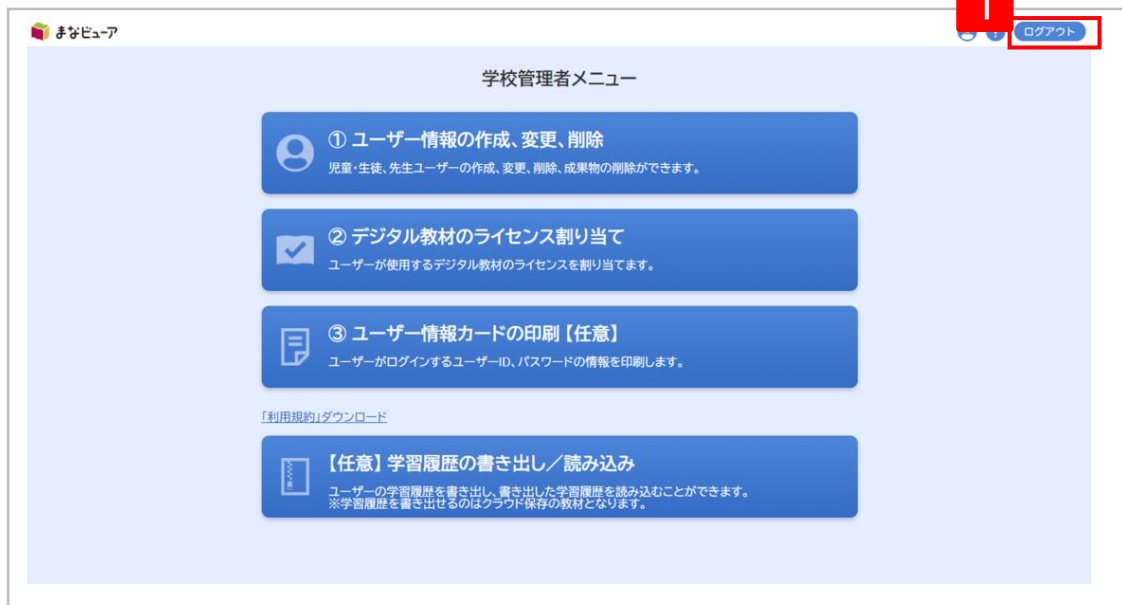 1
まなビューア
ログアウト
学校管理者メニュー
① ユーザー情報の作成、変更、削除
児童・生徒、先生ユーザーの作成、変更、削除、成果物の削除ができます。
② デジタル教材のライセンス割り当て
ユーザーが使用するデジタル教材のライセンスを割り当てます。
③ ユーザー情報カードの印刷【任意】
ユーザーがログインするユーザーID、パスワードの情報を印刷します。
「利用規約」ダウンロード
【任意】学習履歴の書き出し／読み込み
ユーザーの学習履歴を書き出し、書き出した学習履歴を読み込むことができます。
※学習履歴を書き出せるのはクラウド保存の教材となります。